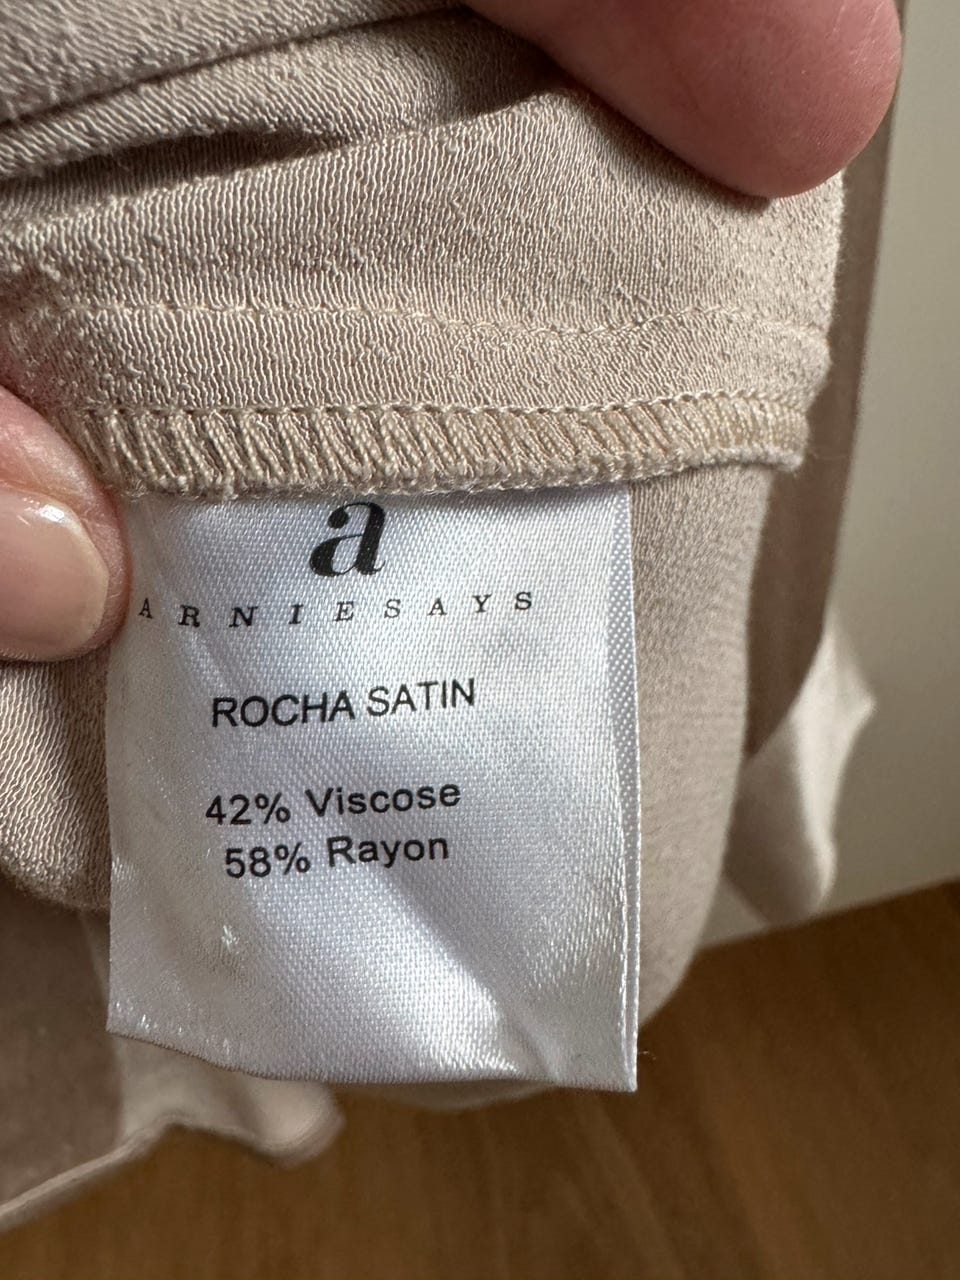 a
ARNIESAYS
ROCHA SATIN
42% Viscose
58% Rayon